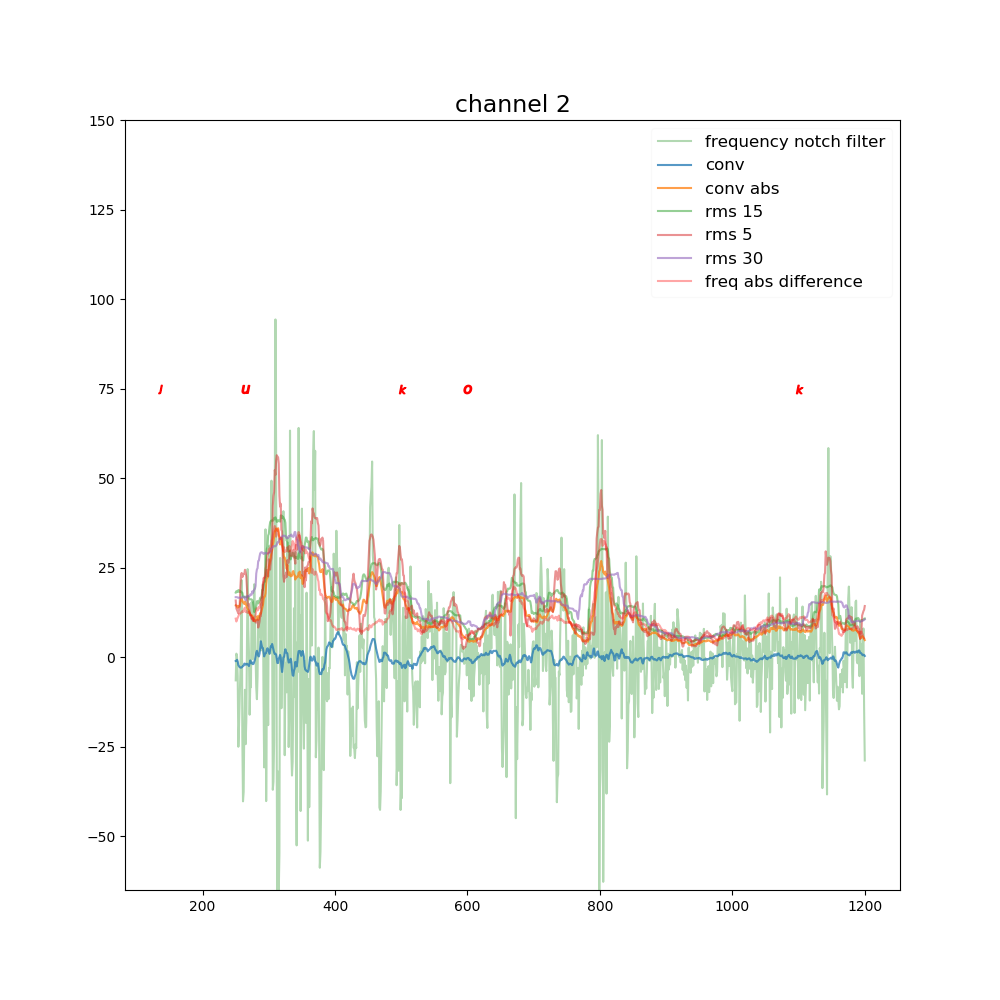 channel 2
150
125
100
75
50
25
0
−25
−50
frequency notch filter
conv
conv abs
rms 15
rms 5
rms 30
freq abs difference
J u k o k
200 400 600 800 1000 1200